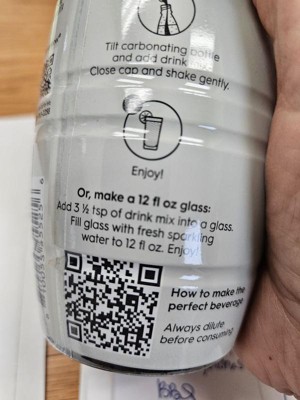 Tilt carbonating bottle
and add drink
Close cap and shake gently.
Enjoy!
Or, make a 12 fl oz glass:
Add 3 ½ tsp of drink mix into a glass.
Fill glass with fresh sparkling
water to 12 fl oz. Enjoy!
How to make the
perfect beverage
Always dilute
before consuming